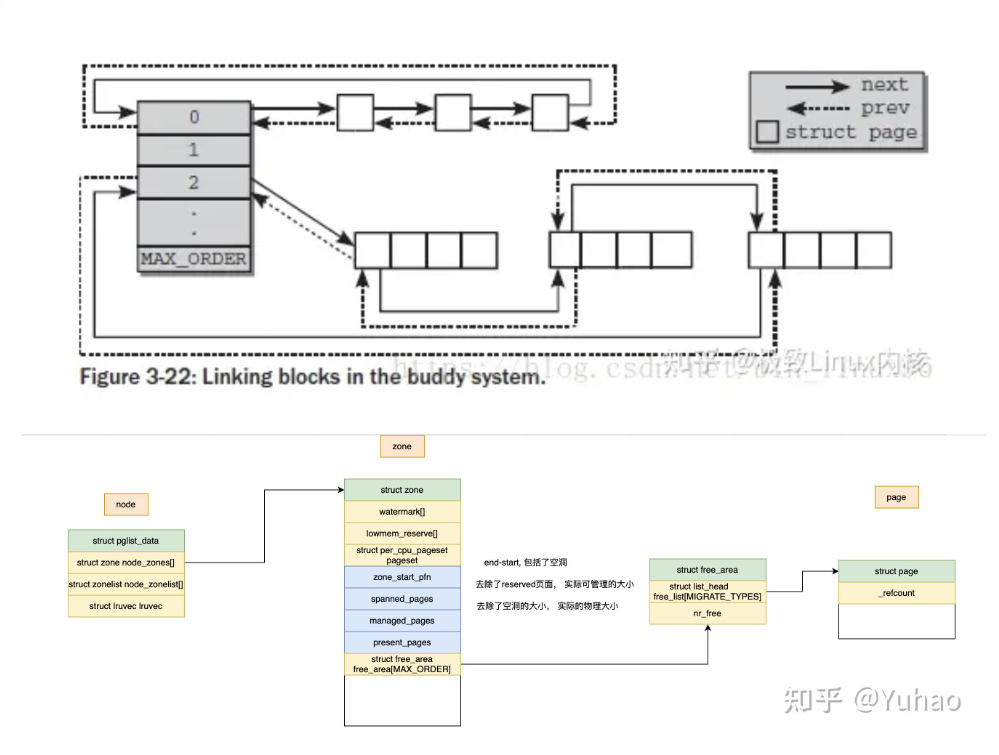 0
1
2
.
.
MAX_ORDER
next
prev
struct page
知乎 @极致Linux内核
Figure 3-22: Linking blocks in the buddy system.
zone
node
page
struct pglist_data
struct zone node_zones[]
struct zonelist node_zonelist[]
struct lruvec lruvec
struct zone
watermark[]
lowmem_reserve[]
struct per_cpu_pageset
pageset
zone_start_pfn
spanned_pages
managed_pages
present_pages
struct free_area
free_area[MAX_ORDER]
end-start, 包括了空洞
去除了reserved页面， 实际可管理的大小
去除了空洞的大小， 实际的物理大小
struct free_area
struct list_head
free_list[MIGRATE_TYPES]
nr_free
struct page
_refcount
知乎 @Yuhao